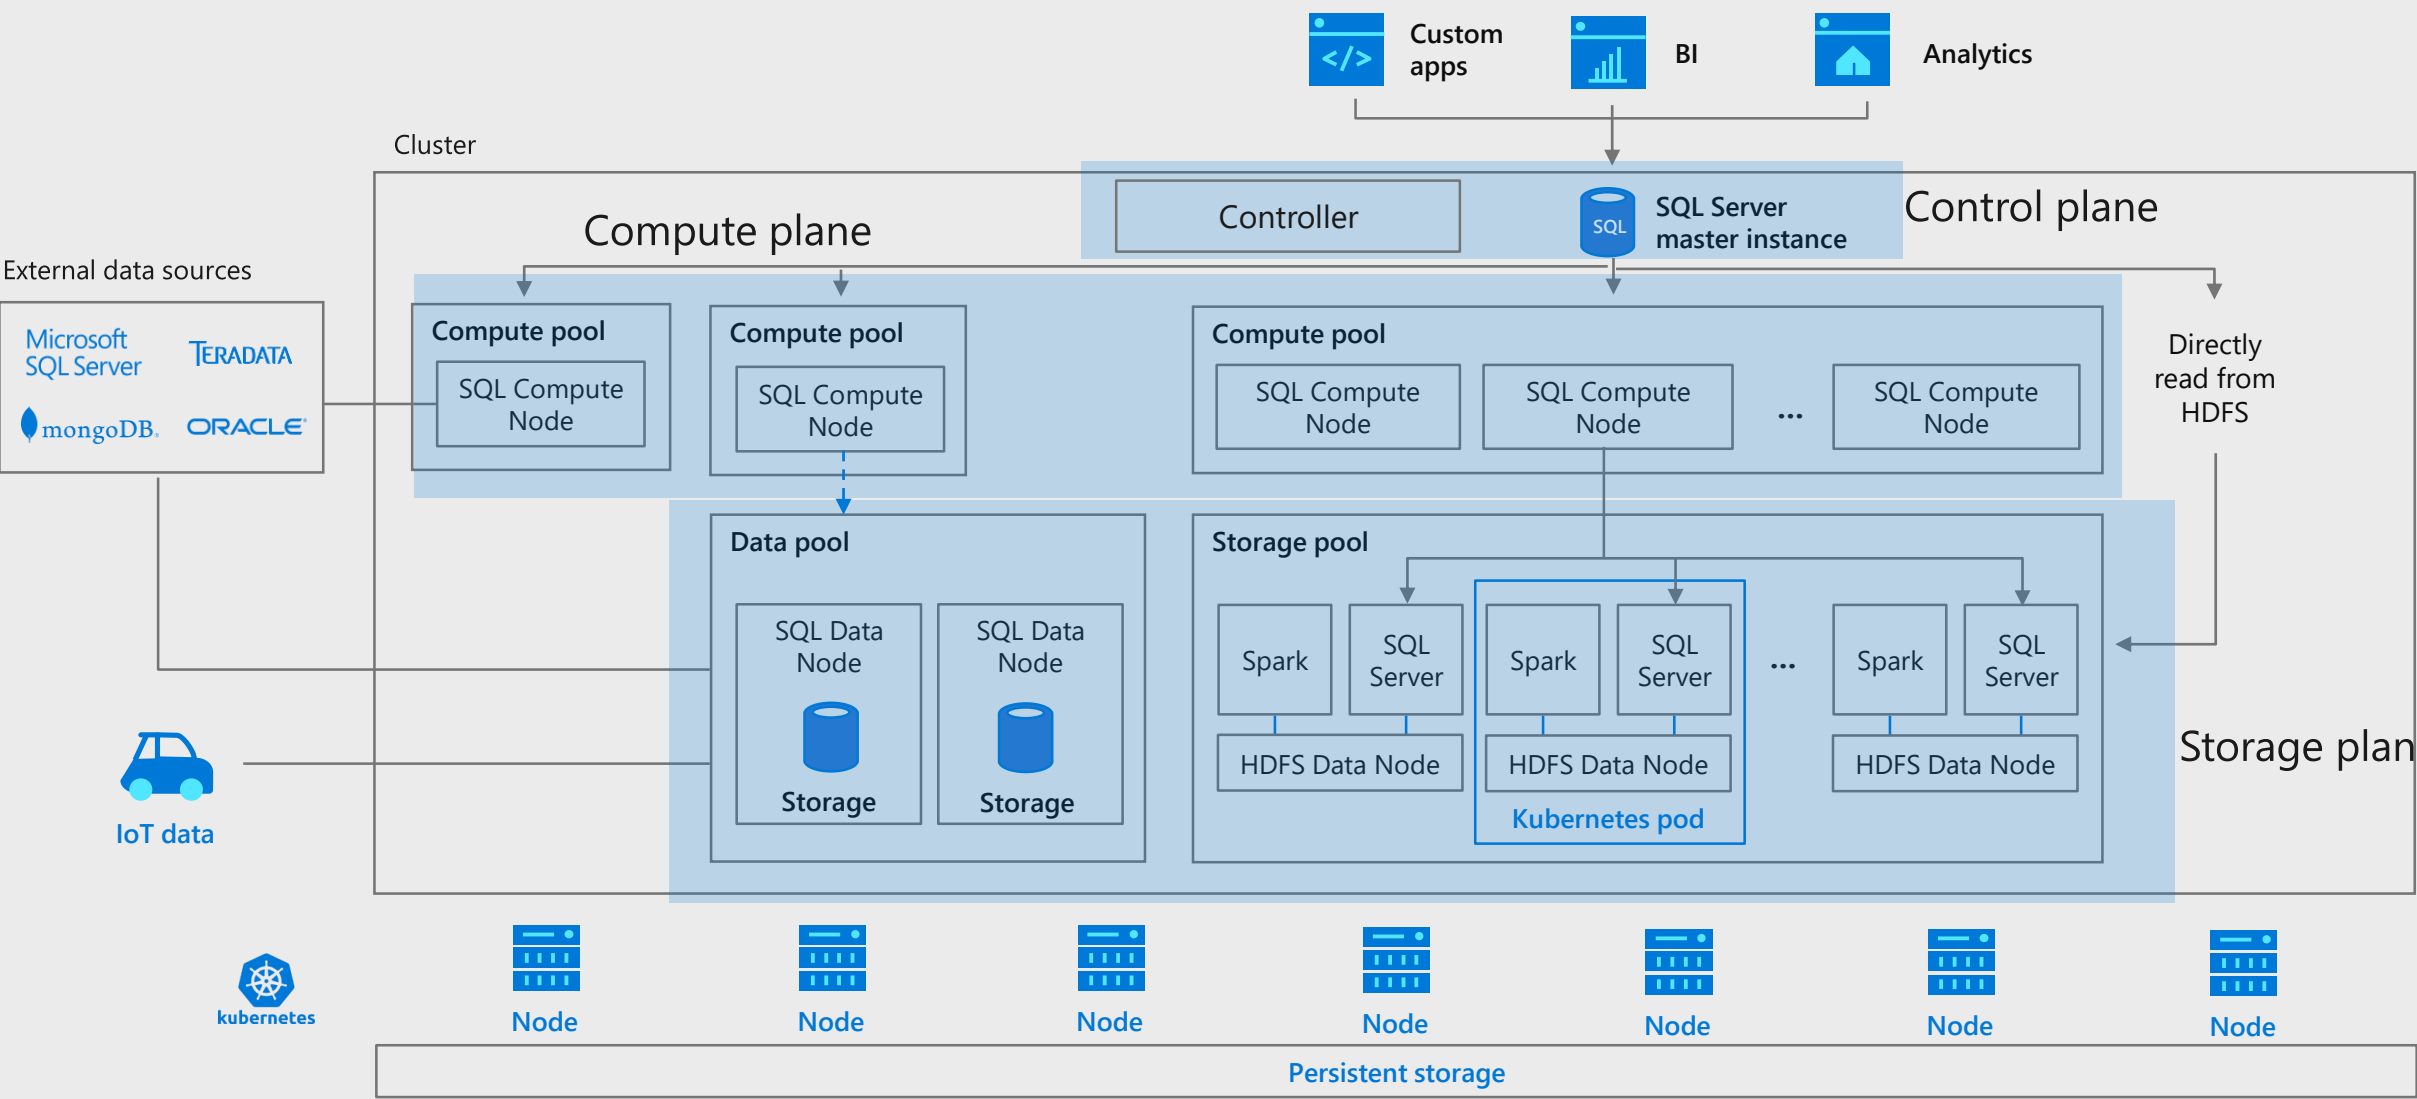 Custom
apps
BI
Analytics
Cluster
Controller
SQL
SQL Server
master instance
Control plane
Compute plane
External data sources
Microsoft
SQL Server
TERADATA
mongoDB.
ORACLE
Compute pool
SQL Compute
Node
Compute pool
SQL Compute
Node
Compute pool
SQL Compute
Node
SQL Compute
Node
...
SQL Compute
Node
Directly
read from
HDFS
Data pool
SQL Data
Node
Storage
SQL Data
Node
Storage
Storage pool
Spark
SQL
Server
HDFS Data Node
Spark
SQL
Server
HDFS Data Node
Kubernetes pod
...
Spark
SQL
Server
HDFS Data Node
Storage plan
IoT data
kubernetes
Node
Node
Node
Node
Node
Node
Node
Persistent storage